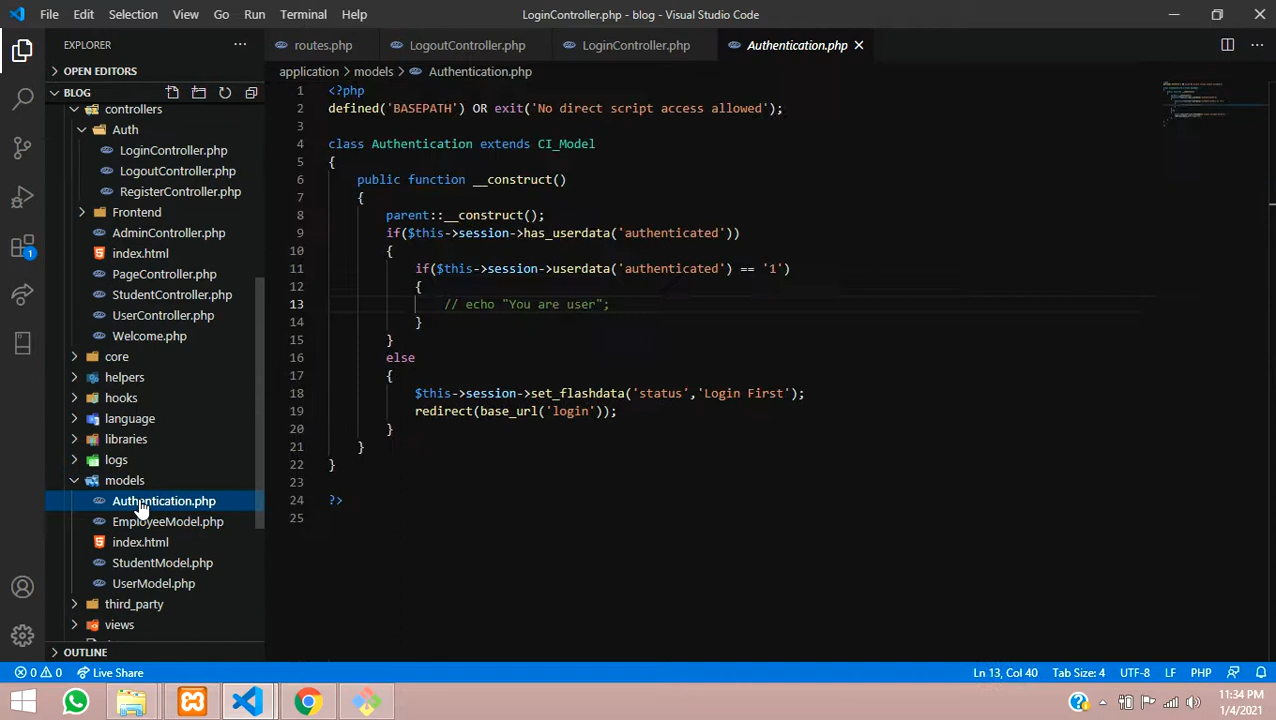 File Edit Selection View Go Run Terminal Help
LoginController.php - blog - Visual Studio Code
EXPLORER
routes.php
LogoutController.php
LoginController.php
Authentication.php
OPEN EDITORS
application > models > Authentication.php
BLOG
controllers
Auth
LoginController.php
LogoutController.php
RegisterController.php
Frontend
AdminController.php
index.html
PageController.php
StudentController.php
UserController.php
Welcome.php
core
helpers
hooks
language
libraries
logs
models
Authentication.php
EmployeeModel.php
index.html
StudentModel.php
UserModel.php
third_party
views
OUTLINE
1
1 <?php
2 defined('BASEPATH') OR exit('No direct script access allowed');
3
4 class Authentication extends CI_Model
5 {
6 public function __construct()
7 {
8 parent::__construct();
9 if($this->session->has_userdata('authenticated'))
10 {
11 if($this->session->userdata('authenticated') == '1')
12 {
13 // echo "You are user";
14 }
15 }
16 else
17 {
18 $this->session->set_flashdata('status','Login First');
19 redirect(base_url('login'));
20 }
21 }
22 }
23
24 ?>
25
0 0 Live Share
Ln 13, Col 40 Tab Size: 4 UTF-8 LF PHP
11:34 PM
1/4/2021